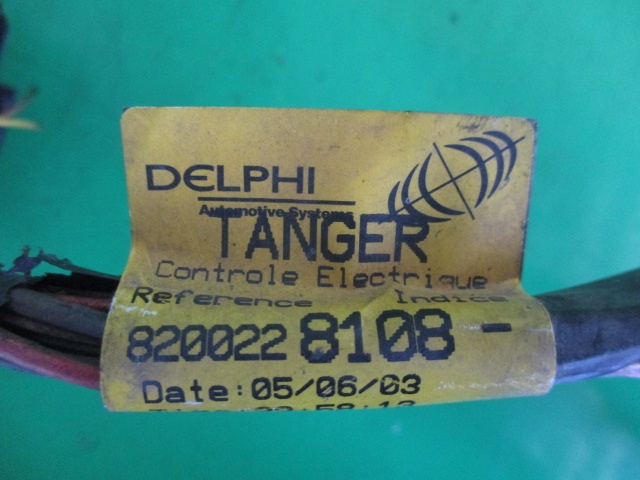 DELPHI
Automotive Systems
TANGER
Controle Electrique
Reference Indice
820022 8108 -
Date:05/06/03